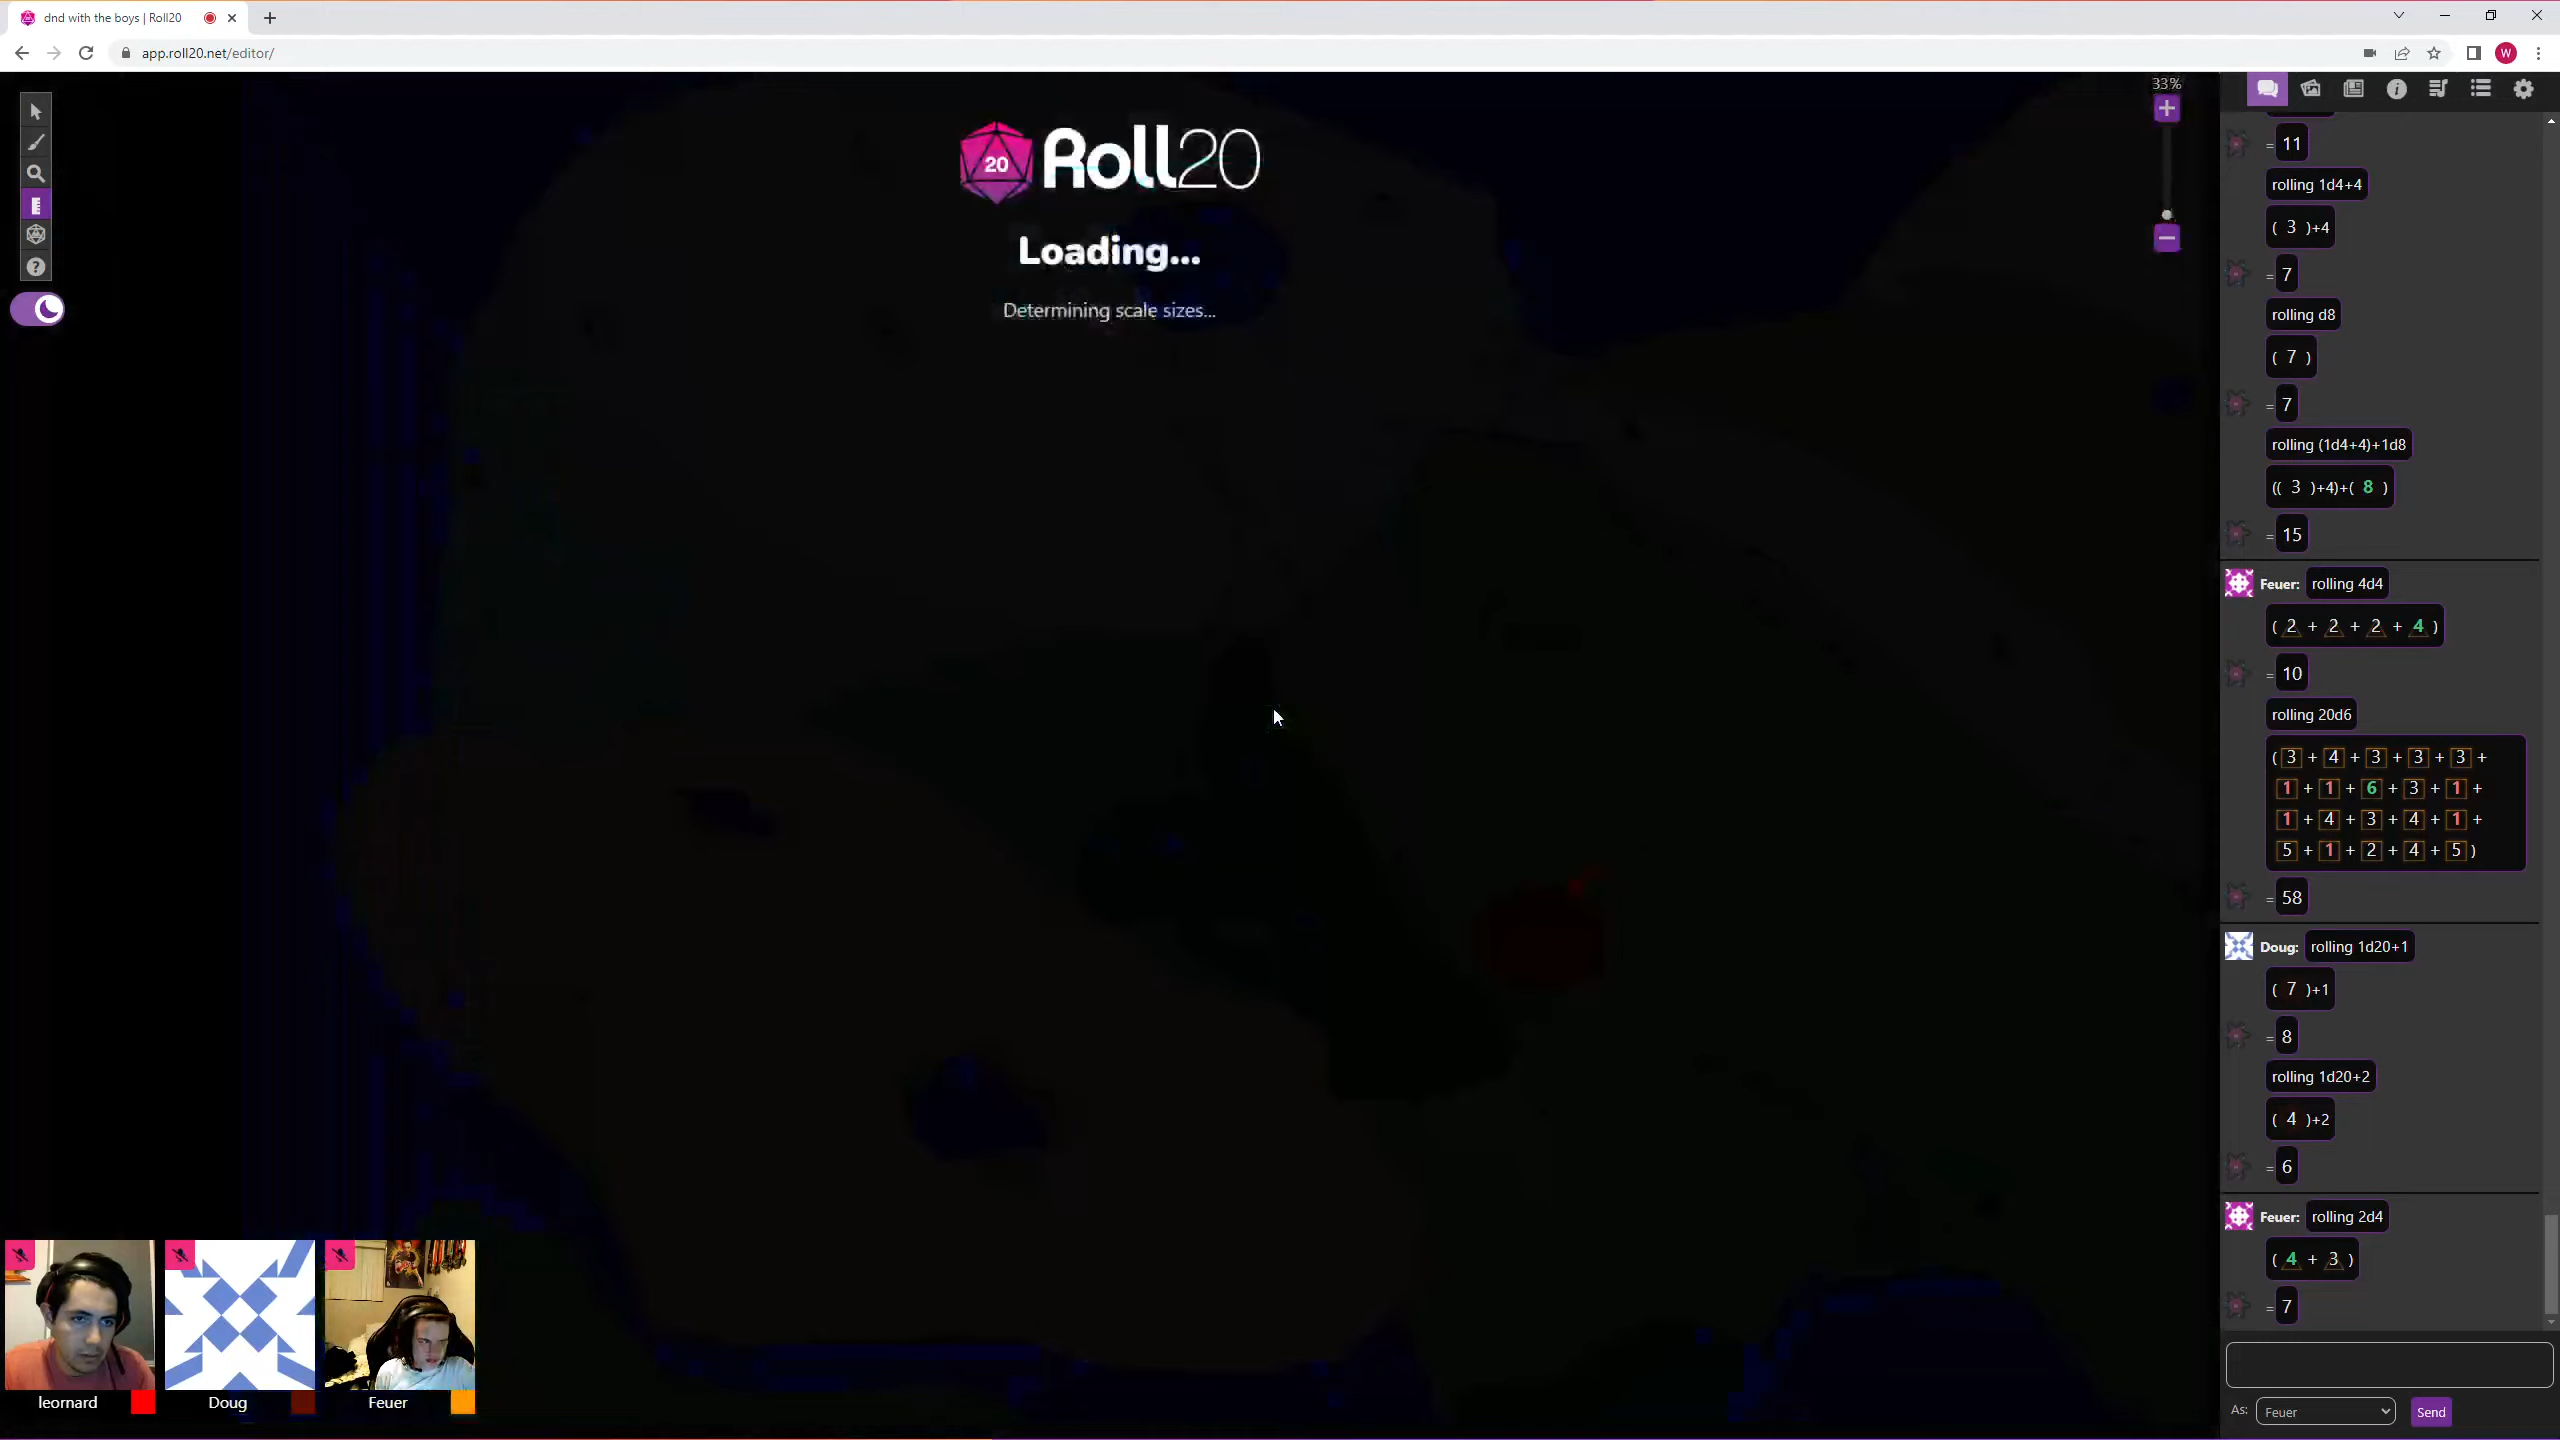 dnd with the boys | Roll20
app.roll20.net/editor/
W
33%
20 Roll20
Loading...
Determining scale sizes...
= 11
rolling 1d4+4
( 3 )+4
= 7
rolling d8
( 7 )
= 7
rolling (1d4+4)+1d8
(( 3 )+4)+( 8 )
= 15
Feuer: rolling 4d4
( 2 + 2 + 2 + 4 )
= 10
rolling 20d6
( 3 + 4 + 3 + 3 + 3 +
1 + 1 + 6 + 3 + 1 +
1 + 4 + 3 + 4 + 1 +
5 + 1 + 2 + 4 + 5 )
= 58
Doug: rolling 1d20+1
( 7 )+1
= 8
rolling 1d20+2
( 4 )+2
= 6
Feuer: rolling 2d4
( 4 + 3 )
= 7
As: Feuer Send
leornard
Doug
Feuer